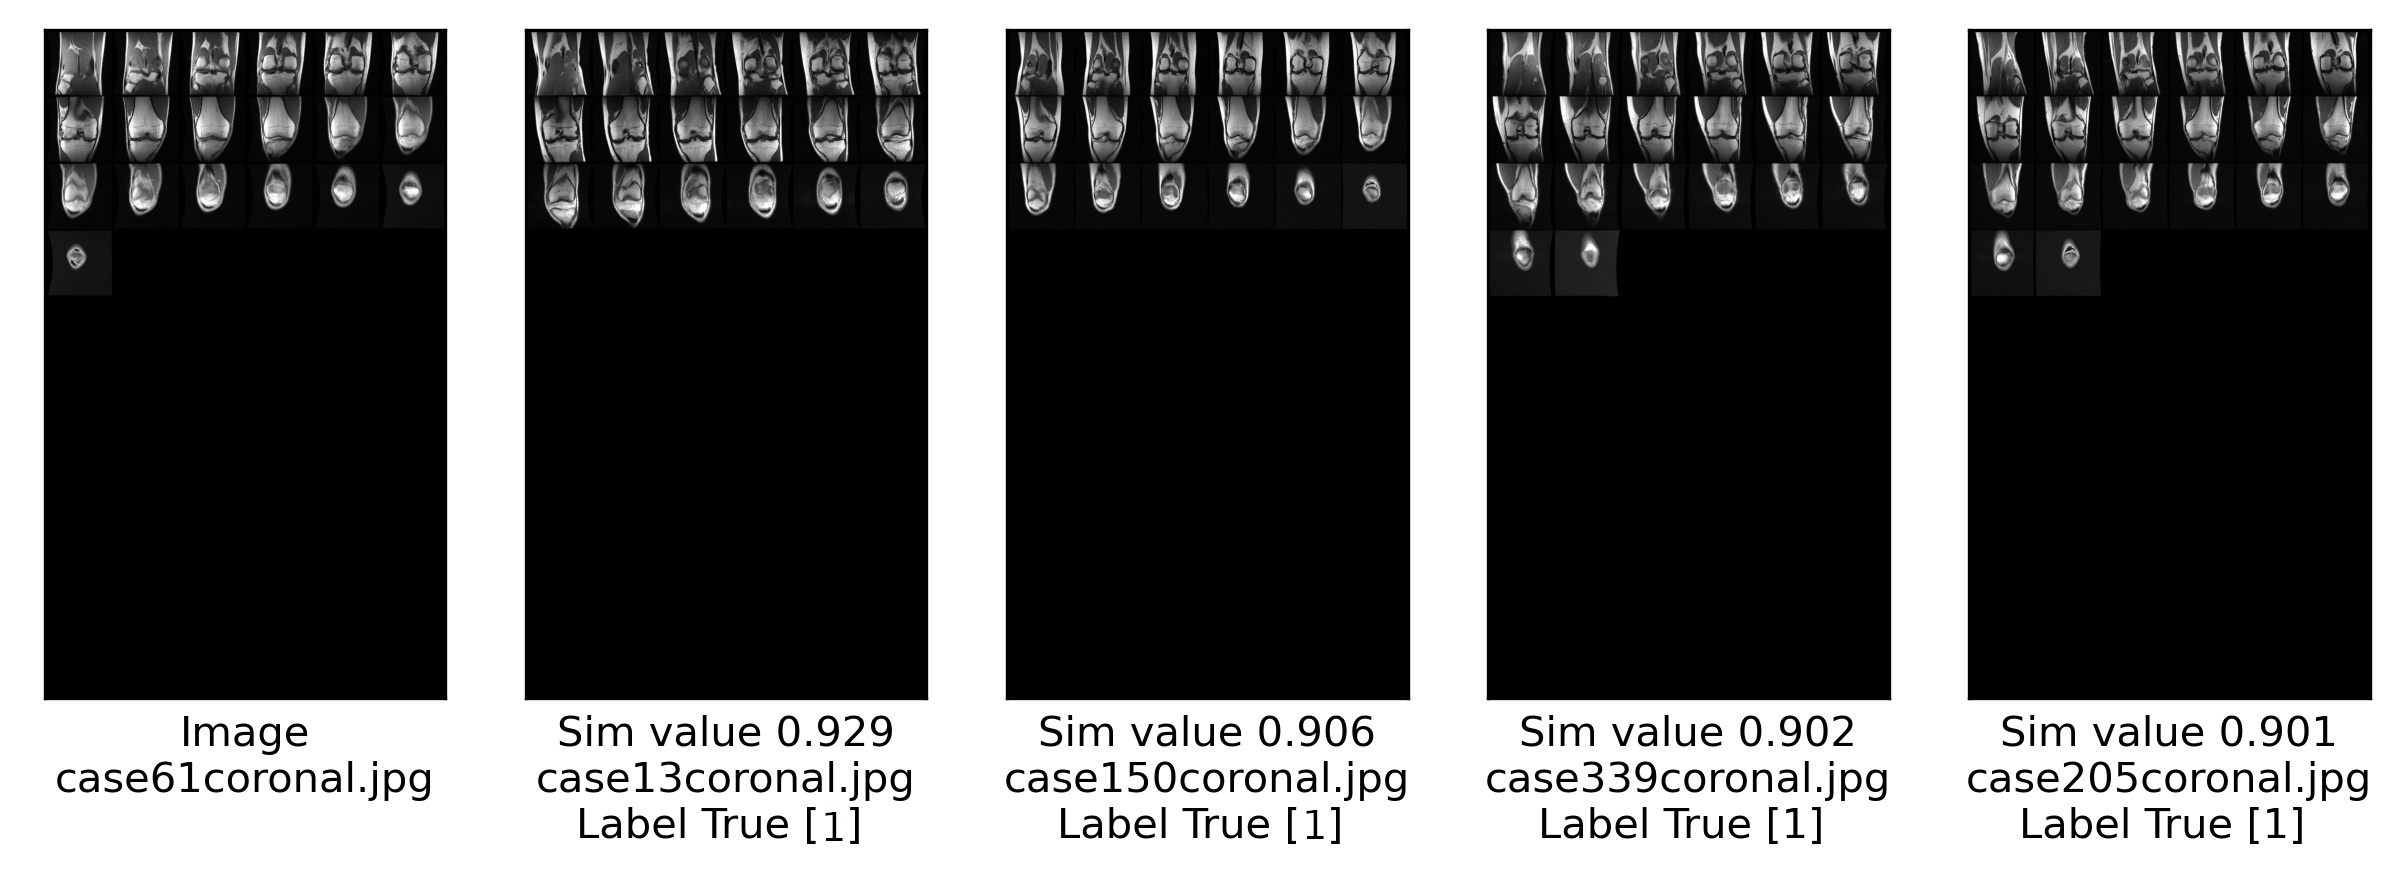 Image
case61coronal.jpg
Sim value 0.929
case13coronal.jpg
Label True [1]
Sim value 0.906
case150coronal.jpg
Label True [1]
Sim value 0.902
case339coronal.jpg
Label True [1]
Sim value 0.901
case205coronal.jpg
Label True [1]